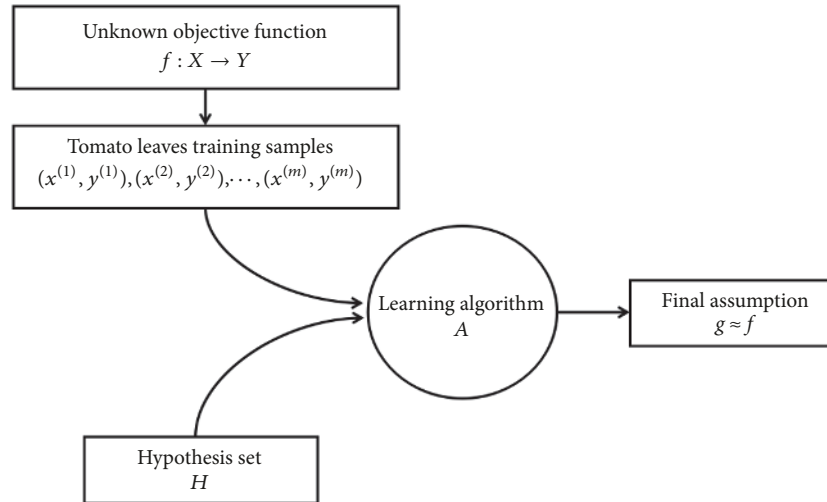 Unknown objective function
f : X → Y
Tomato leaves training samples
(x⁽¹⁾, y⁽¹⁾),(x⁽²⁾, y⁽²⁾),⋯,(x⁽ᵐ⁾, y⁽ᵐ⁾)
Learning algorithm
A
Final assumption
g ≈ f
Hypothesis set
H